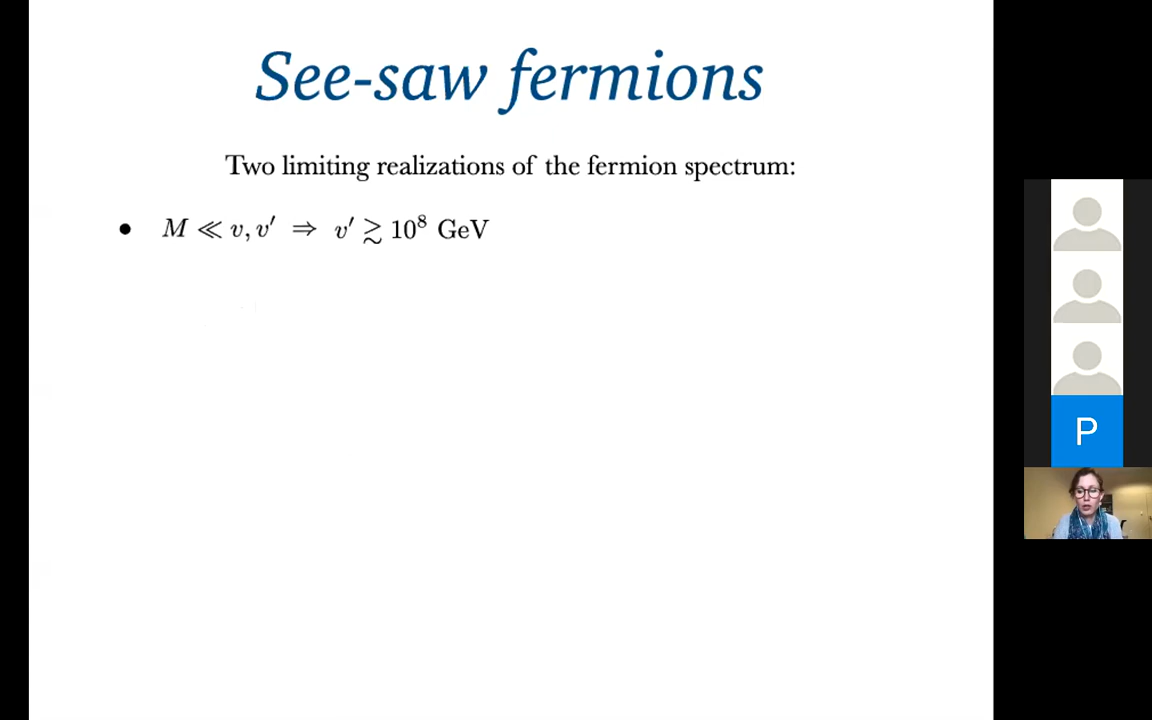 See-saw fermions
Two limiting realizations of the fermion spectrum:
• M ≪ v, v′ ⇒ v′ ≳ 10⁸ GeV
P